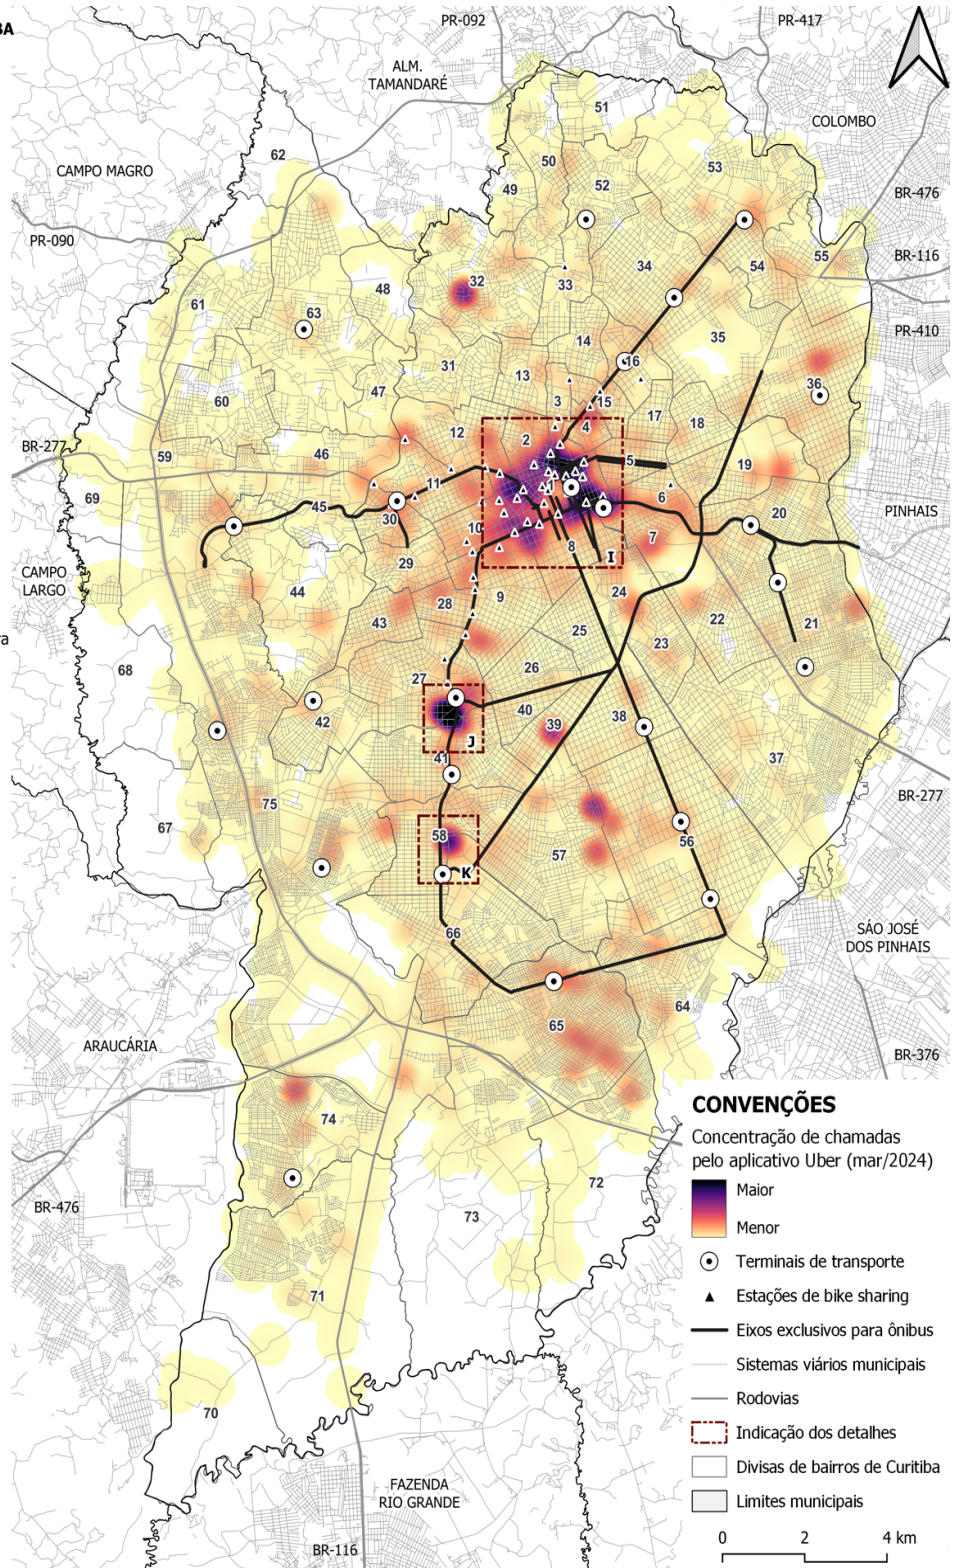 BA
PR-092
PR-417
ALM.
TAMANDARÉ
51
COLOMBO
62
50
53
CAMPO MAGRO
49
52
BR-476
PR-090
34
54
55
BR-116
33
32
48
61
63
PR-410
14
35
31
16
13
36
47
60
3
15
17
4
18
12
2
BR-277
59
46
5
19
11
1
6
69
45
20
PINHAIS
30
10
7
8
I
29
CAMPO
LARGO
44
24
9
28
22
43
21
25
ra
23
26
68
27
40
38
42
39
J
41
37
75
BR-277
67
58
56
57
K
66
SÃO JOSÉ
DOS PINHAIS
64
65
ARAUCÁRIA
BR-376
74
72
BR-476
73
71
70
FAZENDA
RIO GRANDE
BR-116
CONVENÇÕES
Concentração de chamadas
pelo aplicativo Uber (mar/2024)
Maior
Menor
Terminais de transporte
Estações de bike sharing
Eixos exclusivos para ônibus
Sistemas viários municipais
Rodovias
Indicação dos detalhes
Divisas de bairros de Curitiba
Limites municipais
0 2 4 km